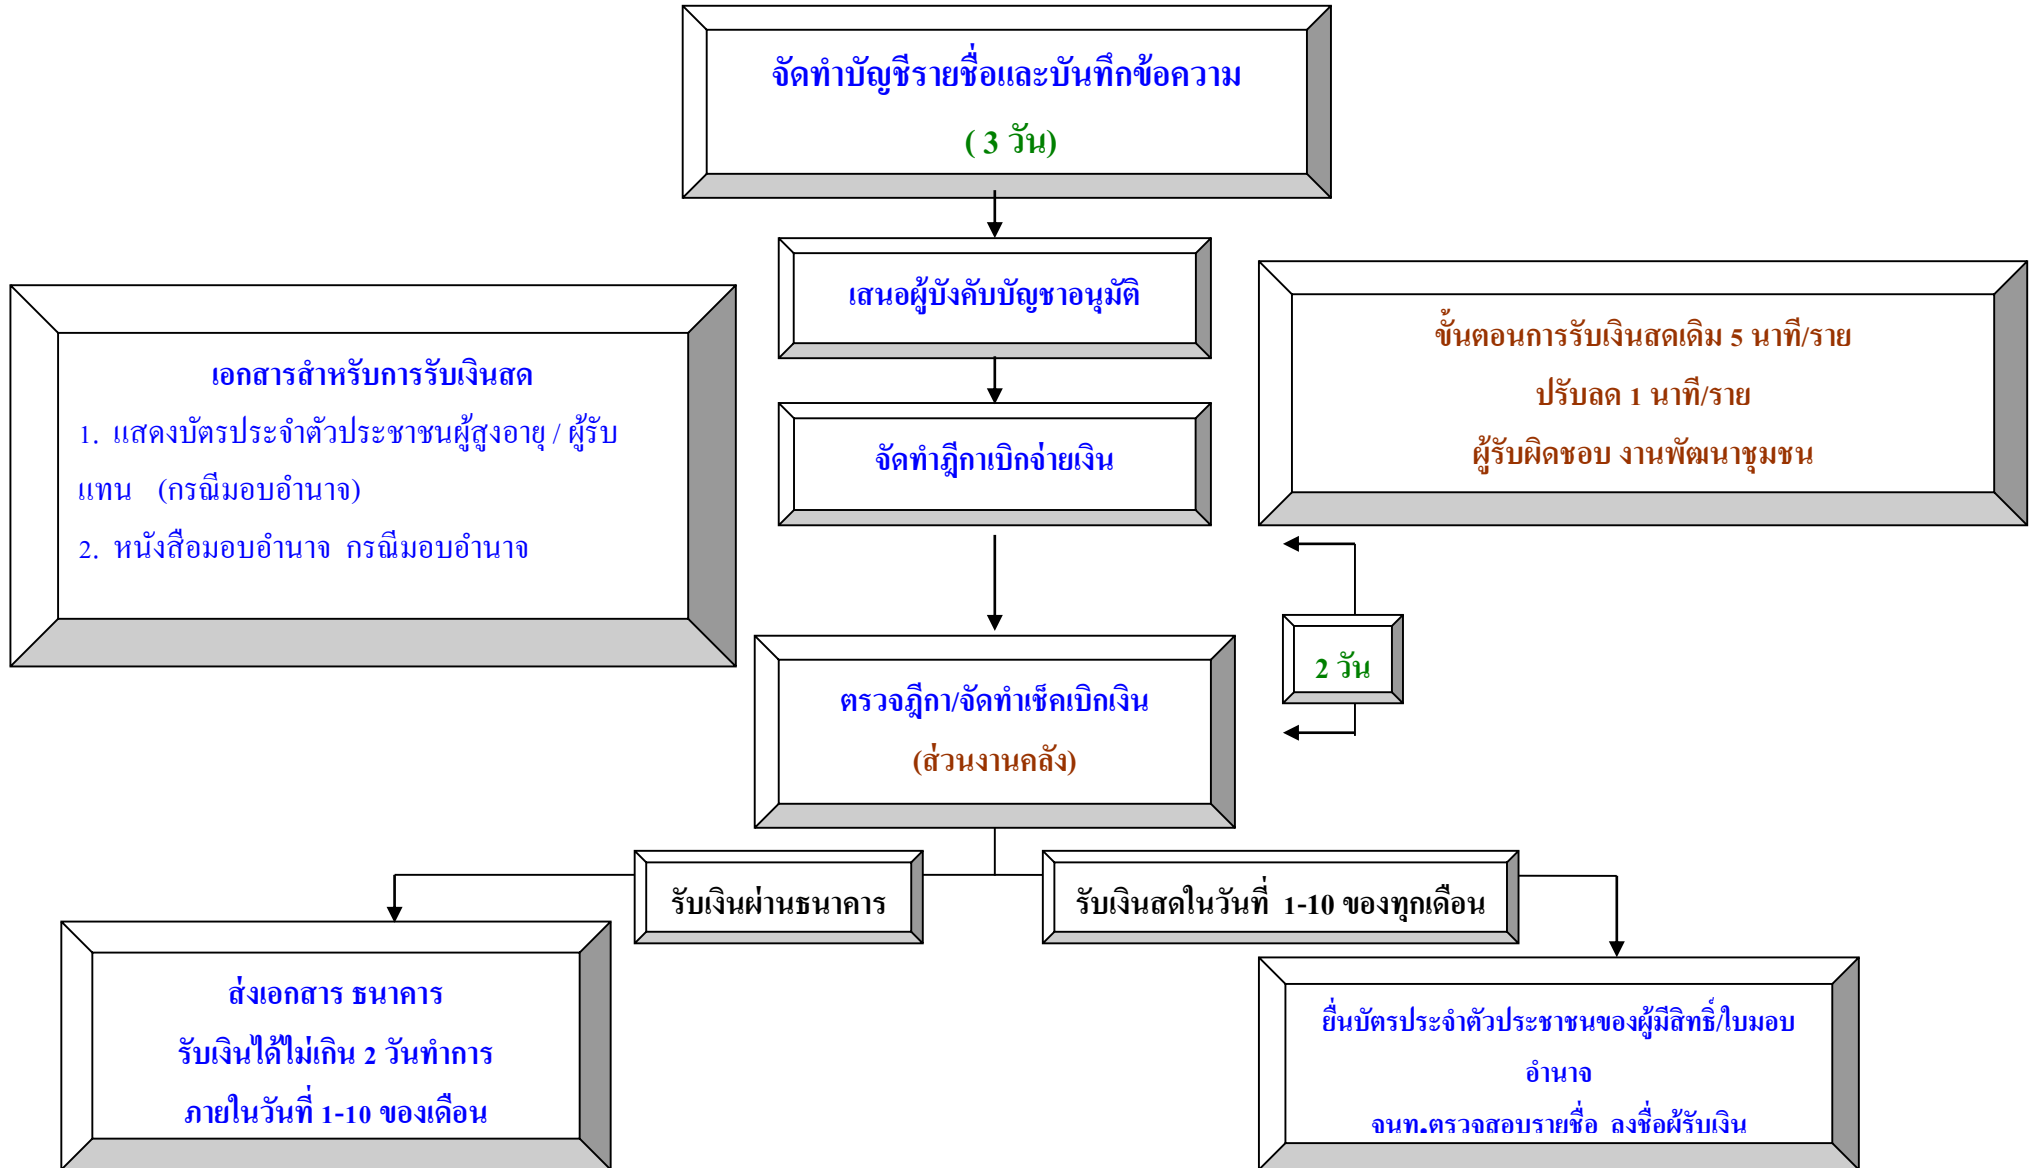 จัดทำบัญชีรายชื่อและบันทึกข้อความ
( 3 วัน)
เสนอผู้บังคับบัญชาอนุมัติ
เอกสารสำหรับการรับเงินสด
1. แสดงบัตรประจำตัวประชาชนผู้สูงอายุ / ผู้รับ
แทน (กรณีมอบอำนาจ)
2. หนังสือมอบอำนาจ กรณีมอบอำนาจ
จัดทำฎีกาเบิกจ่ายเงิน
ขั้นตอนการรับเงินสดเดิม 5 นาที/ราย
ปรับลด 1 นาที/ราย
ผู้รับผิดชอบ งานพัฒนาชุมชน
2 วัน
ตรวจฎีกา/จัดทำเช็คเบิกเงิน
(ส่วนงานคลัง)
รับเงินผ่านธนาคาร
รับเงินสดในวันที่ 1-10 ของทุกเดือน
ส่งเอกสาร ธนาคาร
รับเงินได้ไม่เกิน 2 วันทำการ
ภายในวันที่ 1-10 ของเดือน
ยื่นบัตรประจำตัวประชาชนของผู้มีสิทธิ์/ใบมอบ
อำนาจ
จนท.ตรวจสอบรายชื่อ ลงชื่อผู้รับเงิน